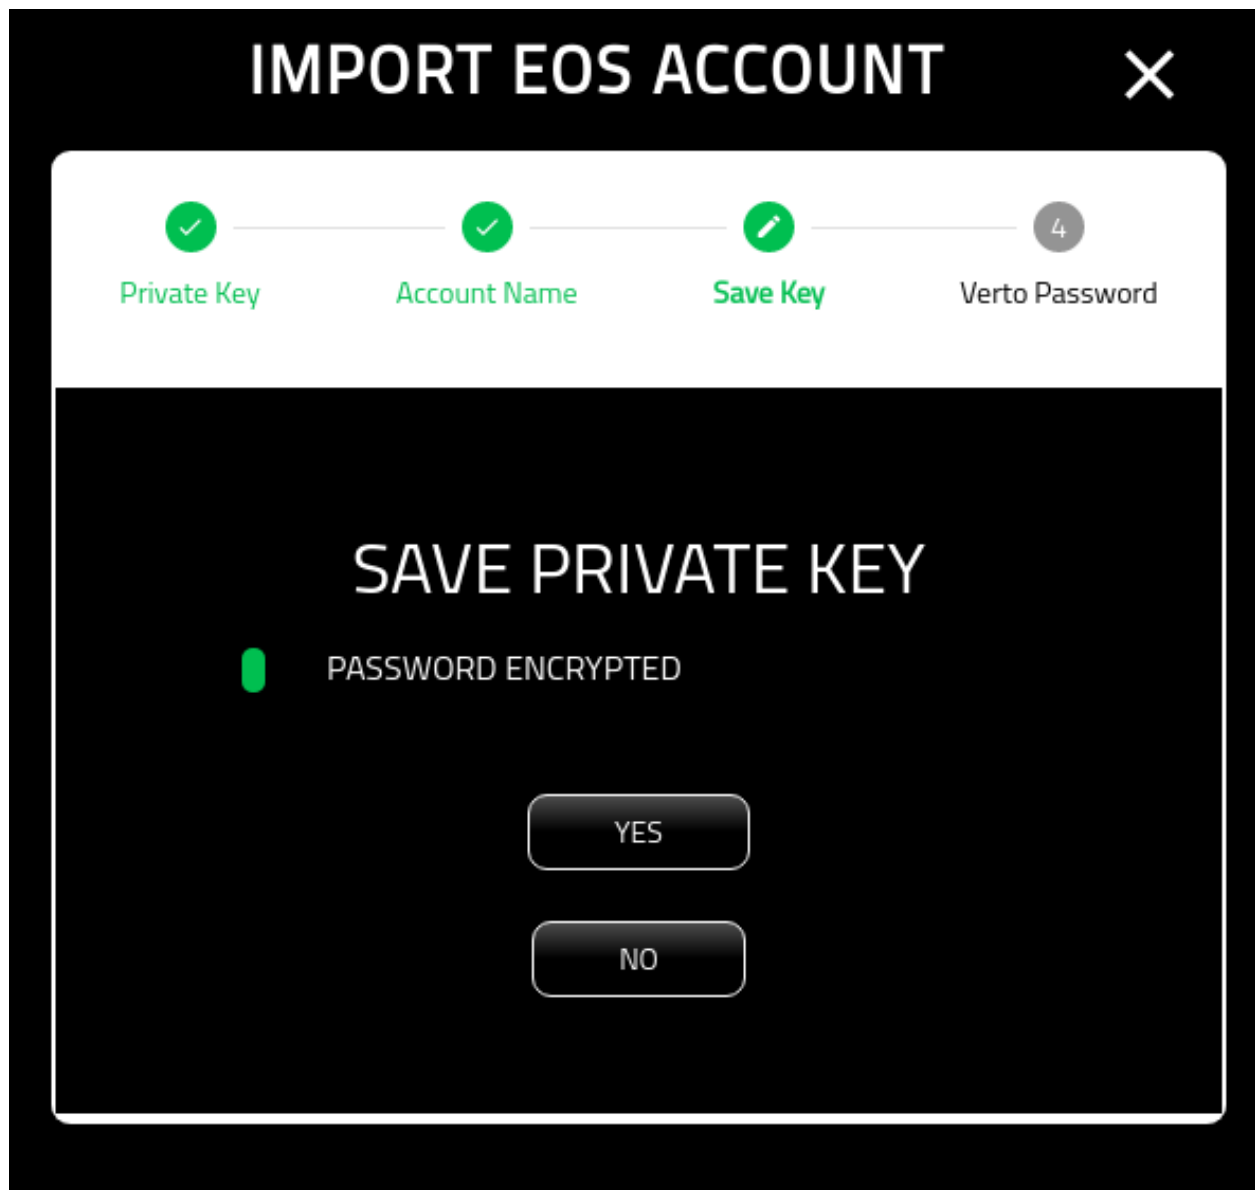 IMPORT EOS ACCOUNT
4
Private Key
Account Name
Save Key
Verto Password
SAVE PRIVATE KEY
PASSWORD ENCRYPTED
YES
NO